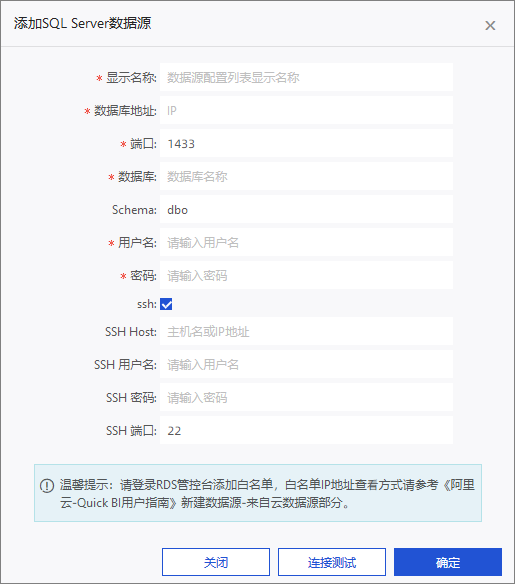 添加SQL Server数据源
* 显示名称: 数据源配置列表显示名称
* 数据库地址: IP
* 端口: 1433
* 数据库: 数据库名称
Schema: dbo
* 用户名: 请输入用户名
* 密码: 请输入密码
ssh:
SSH Host: 主机名或IP地址
SSH 用户名: 请输入用户名
SSH 密码: 请输入密码
SSH 端口: 22
温馨提示：请登录RDS管控台添加白名单，白名单IP地址查看方式请参考《阿里
云-Quick BI用户指南》新建数据源-来自云数据源部分。
关闭 连接测试 确定